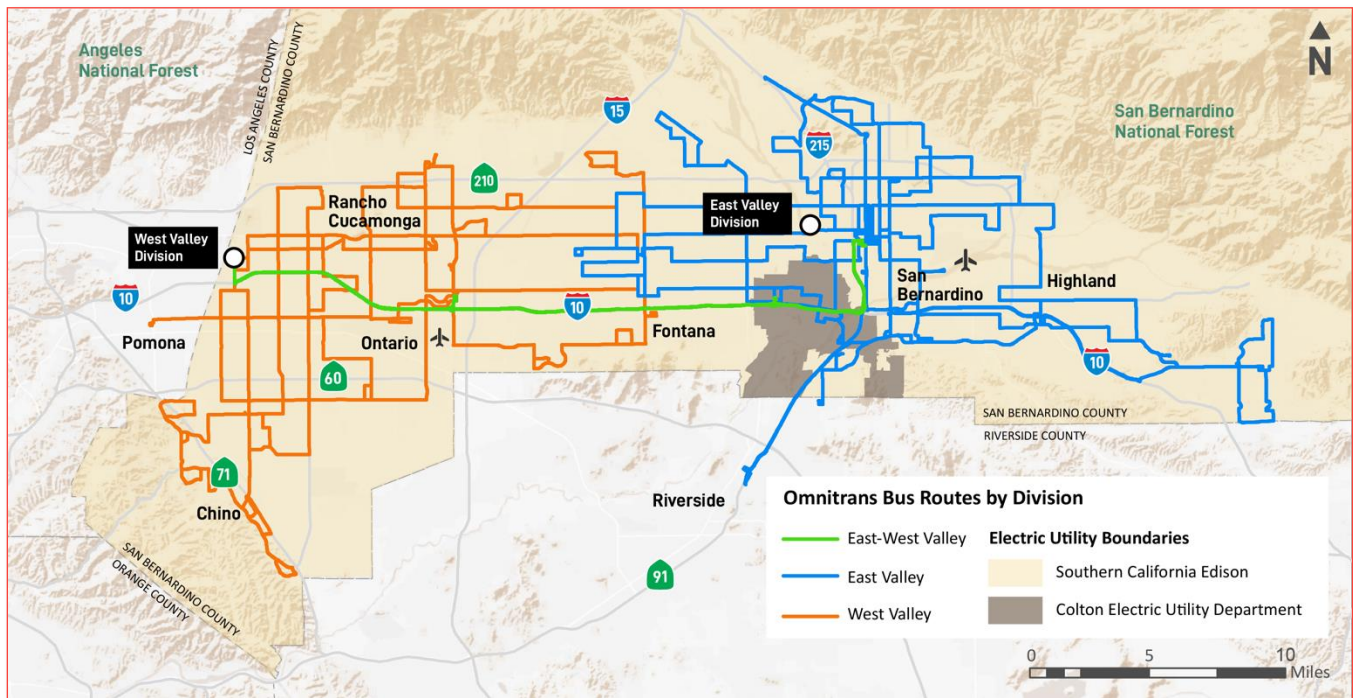 Angeles
National Forest
LOS ANGELES COUNTY
SAN BERNARDINO COUNTY
15
N
San Bernardino
National Forest
215
210
Rancho
Cucamonga
East Valley
Division
West Valley
Division
10
San
Bernardino
Highland
10
Pomona
Ontario
Fontana
10
60
SAN BERNARDINO COUNTY
RIVERSIDE COUNTY
71
Chino
Riverside
SAN BERNARDINO COUNTY
ORANGE COUNTY
91
Omnitrans Bus Routes by Division
East-West Valley
East Valley
West Valley
Electric Utility Boundaries
Southern California Edison
Colton Electric Utility Department
0 5 10
Miles